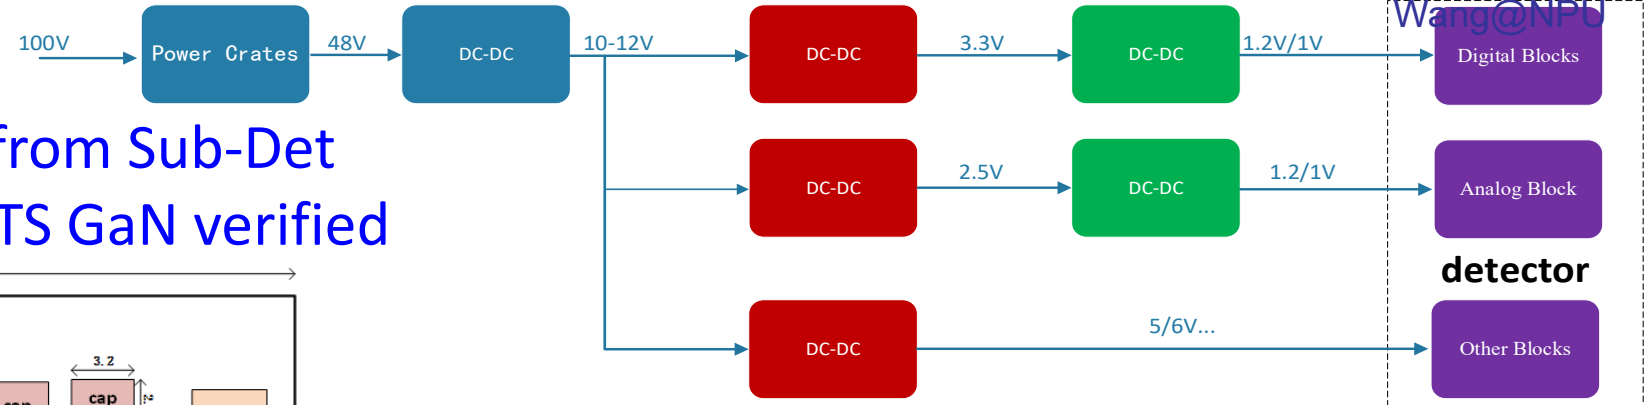 Wang@NPU
100V
Power Crates
48V
DC-DC
10-12V
DC-DC
3.3V
DC-DC
1.2V/1V
Digital Blocks
from Sub-Det
TS GaN verified
DC-DC
2.5V
DC-DC
1.2/1V
Analog Block
detector
DC-DC
5/6V...
Other Blocks
3.2
cap
cap